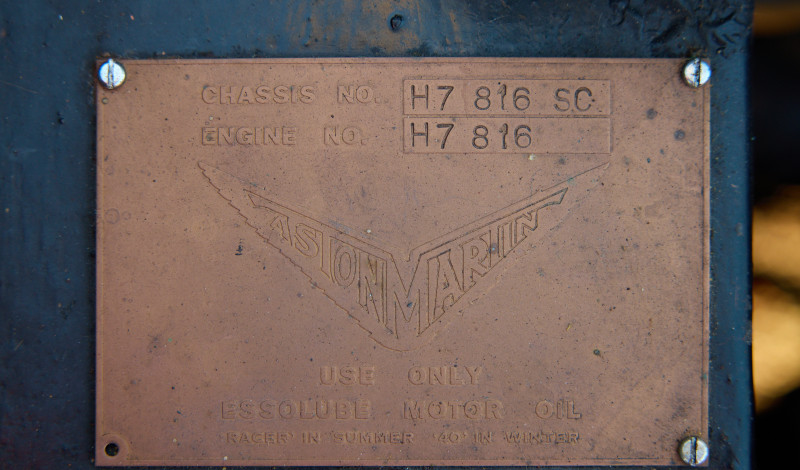 CHASSIS NO. H7 816 SC
ENGINE NO. H7 816
ASTON MARTIN
USE ONLY
ESSOLUBE MOTOR OIL
'RACER' IN 'SUMMER '40' IN WINTER